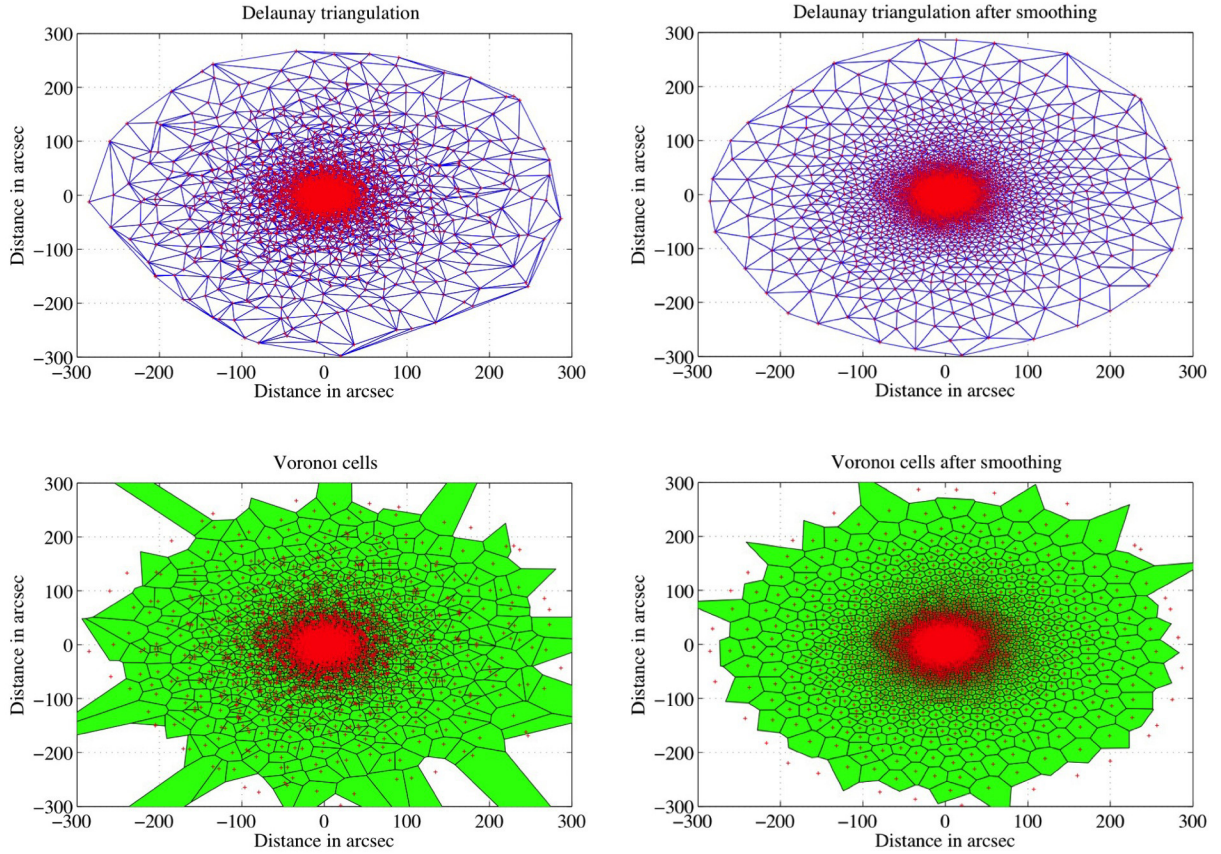 Delaunay triangulation
300
200
100
0
−100
−200
−300
−300 −200 −100 0 100 200 300
Distance in arcsec
Distance in arcsec
Delaunay triangulation after smoothing
300
200
100
0
−100
−200
−300
−300 −200 −100 0 100 200 300
Distance in arcsec
Distance in arcsec
Voronoı cells
300
200
100
0
−100
−200
−300
−300 −200 −100 0 100 200 300
Distance in arcsec
Distance in arcsec
Voronoı cells after smoothing
300
200
100
0
−100
−200
−300
−300 −200 −100 0 100 200 300
Distance in arcsec
Distance in arcsec